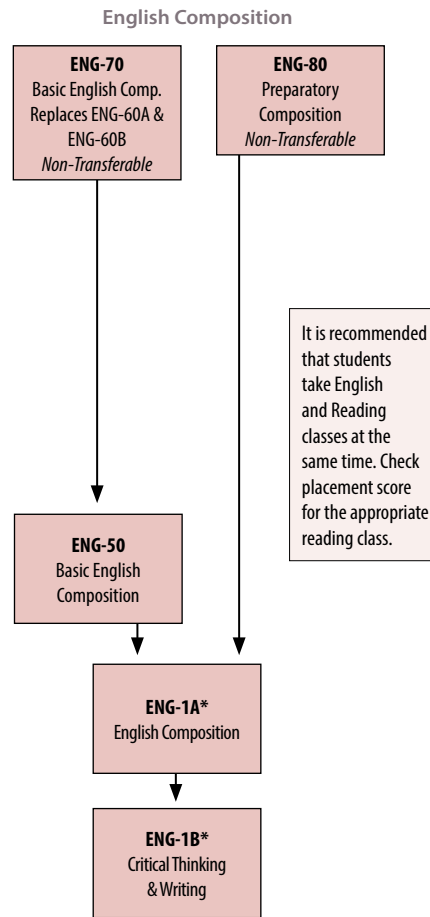 English Composition
ENG-70
Basic English Comp.
Replaces ENG-60A &
ENG-60B
Non-Transferable
ENG-80
Preparatory
Composition
Non-Transferable
It is recommended
that students
take English
and Reading
classes at the
same time. Check
placement score
for the appropriate
reading class.
ENG-50
Basic English
Composition
ENG-1A*
English Composition
ENG-1B*
Critical Thinking
& Writing